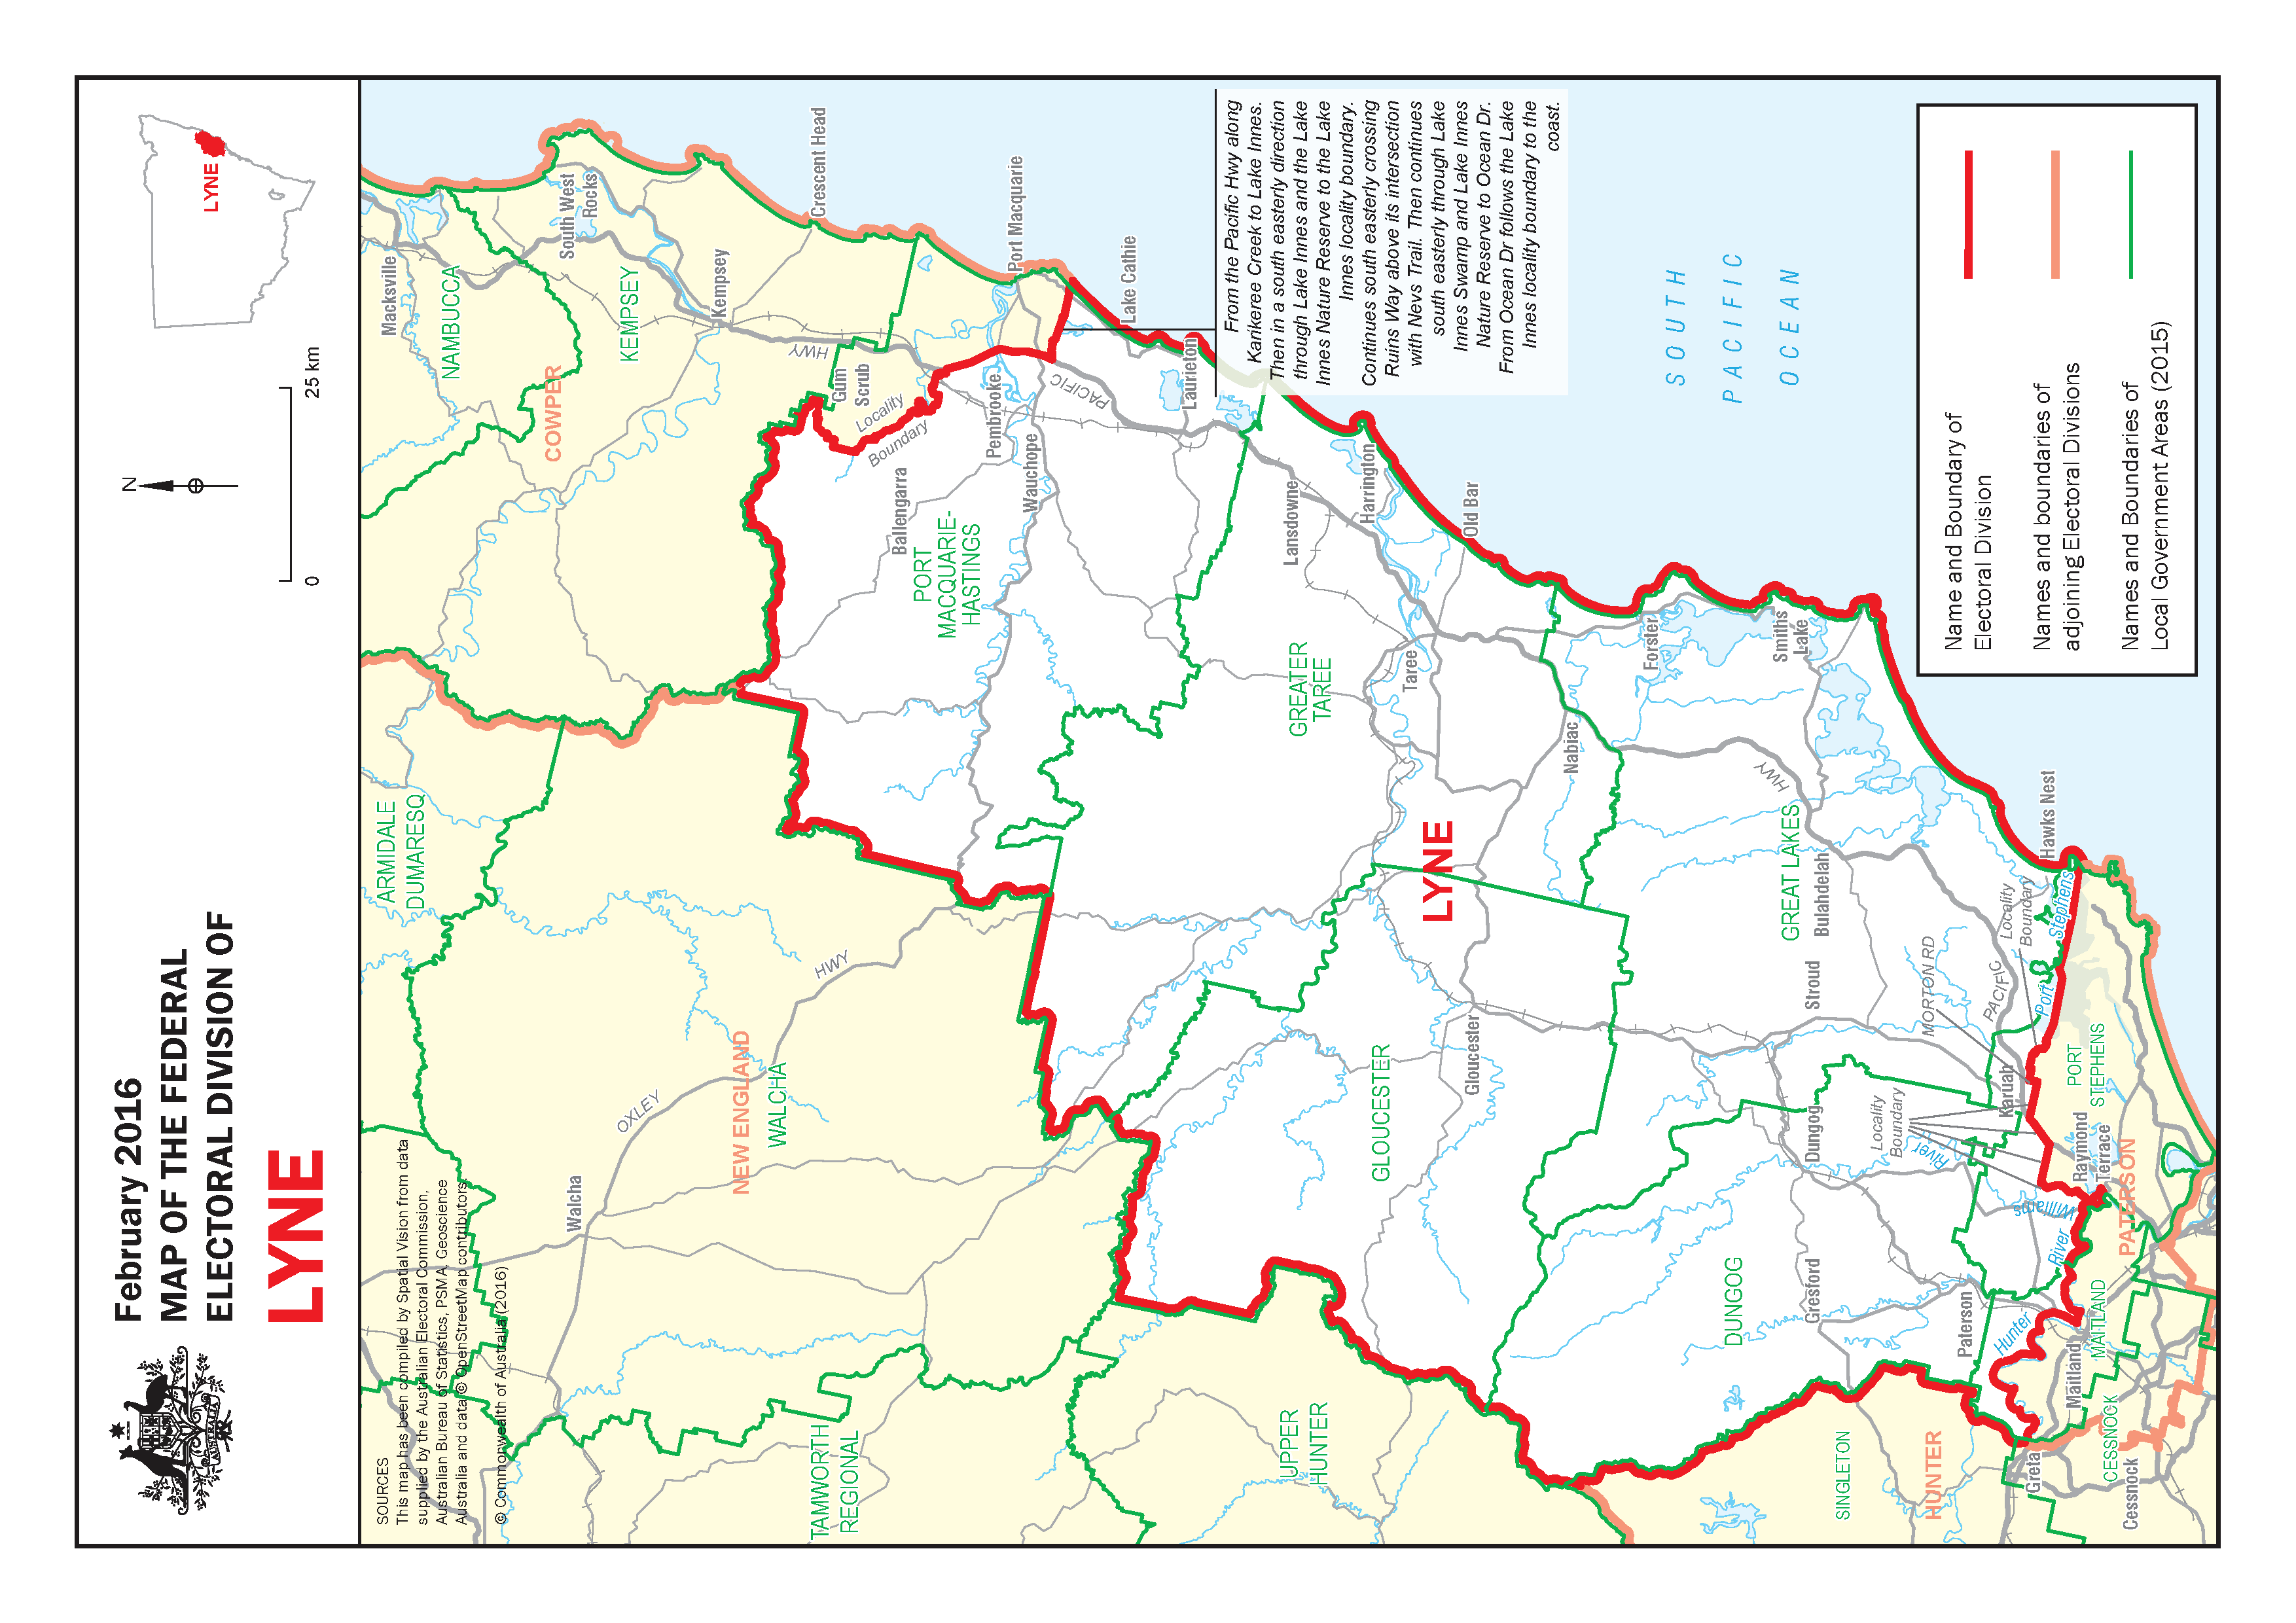 February 2016
MAP OF THE FEDERAL
ELECTORAL DIVISION OF
LYNE
N
0
25 km
LYNE
SOURCES
This map has been compiled by Spatial Vision from data
supplied by the Australian Electoral Commission,
Australian Bureau of Statistics, PSMA, Geoscience
Australia and data © OpenStreetMap contributors.
© Commonwealth of Australia (2016)
ARMIDALE
DUMARESQ
Macksville
NAMBUCCA
COWPER
South West
Rocks
KEMPSEY
Kempsey
Walcha
OXLEY
HWY
NEW ENGLAND
WALCHA
HWY
Crescent Head
Gum
Scrub
Locality
Boundary
TAMWORTH
REGIONAL
Ballengarra
PORT
MACQUARIE-
HASTINGS
Pembrooke
Port Macquarie
Wauchope
PACIFIC
Lake Cathie
Laurieton
From the Pacific Hwy along
Karikeree Creek to Lake Innes.
Then in a south easterly direction
through Lake Innes and the Lake
Innes Nature Reserve to the Lake
Innes locality boundary.
Continues south easterly crossing
Ruins Way above its intersection
with Nevs Trail. Then continues
south easterly through Lake
Innes Swamp and Lake Innes
Nature Reserve to Ocean Dr.
From Ocean Dr follows the Lake
Innes locality boundary to the
coast.
UPPER
HUNTER
Lansdowne
GREATER
TAREE
Harrington
GLOUCESTER
Taree
LYNE
Old Bar
Gloucester
Nabiac
Forster
SOUTH
PACIFIC
OCEAN
DUNGOG
HWY
Smiths
Lake
GREAT LAKES
Bulahdelah
Stroud
Dungog
Gresford
SINGLETON
Locality
Boundary
River
MORTON RD
HUNTER
Paterson
PACIFIC
Karuah
Locality
Boundary
Hunter
Williams
River
Port
Stephens
Hawks Nest
Greta
Maitland
MAITLAND
Raymond
Terrace
PORT
STEPHENS
CESSNOCK
PATERSON
Cessnock
Name and Boundary of
Electoral Division
Names and boundaries of
adjoining Electoral Divisions
Names and Boundaries of
Local Government Areas (2015)